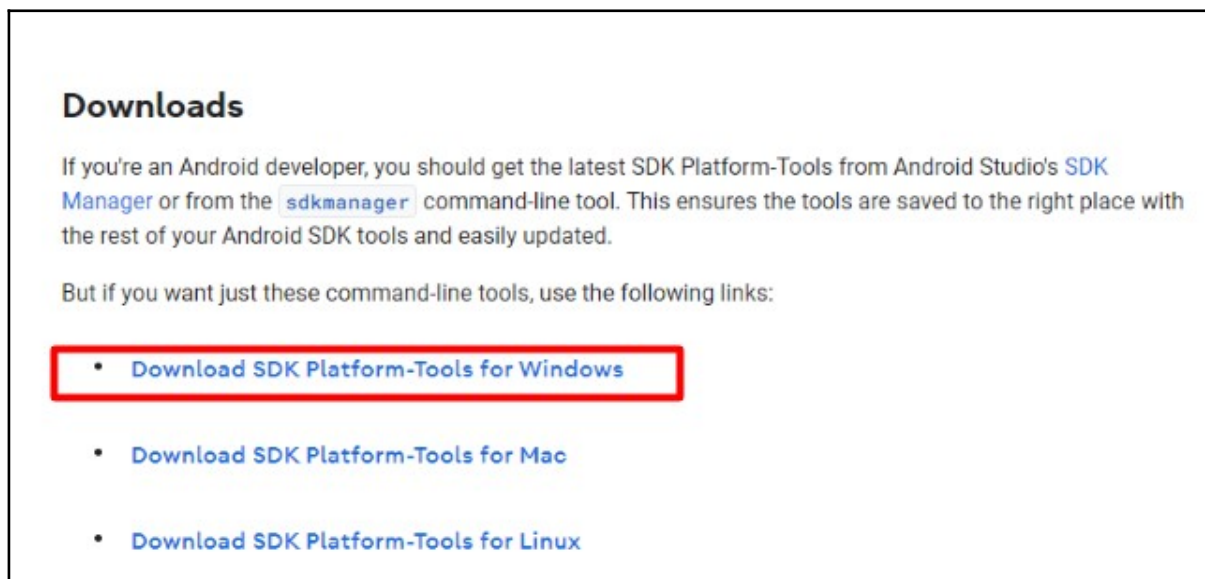 Downloads
If you're an Android developer, you should get the latest SDK Platform-Tools from Android Studio's SDK
Manager or from the sdkmanager command-line tool. This ensures the tools are saved to the right place with
the rest of your Android SDK tools and easily updated.
But if you want just these command-line tools, use the following links:
• Download SDK Platform-Tools for Windows
• Download SDK Platform-Tools for Mac
• Download SDK Platform-Tools for Linux